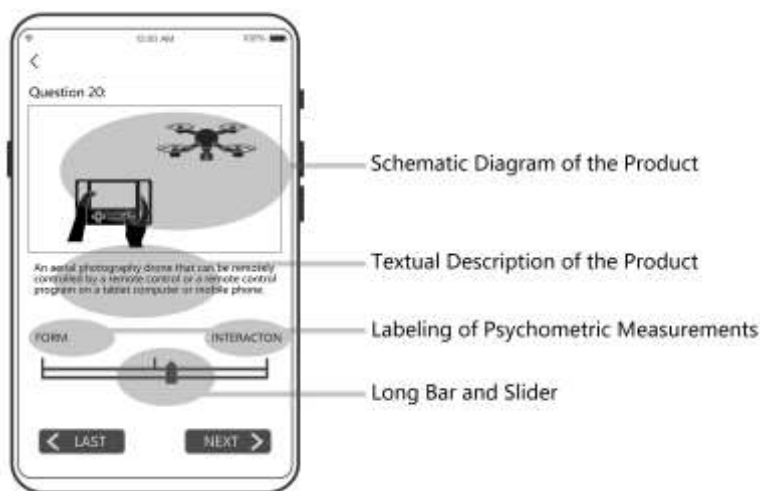 12:00 AM 100%
Question 20:
Schematic Diagram of the Product
An aerial photography drone that can be remotely
controlled by a remote control or a remote control
program on a tablet computer or mobile phone.
Textual Description of the Product
FORM INTERACTON
Labeling of Psychometric Measurements
Long Bar and Slider
LAST NEXT